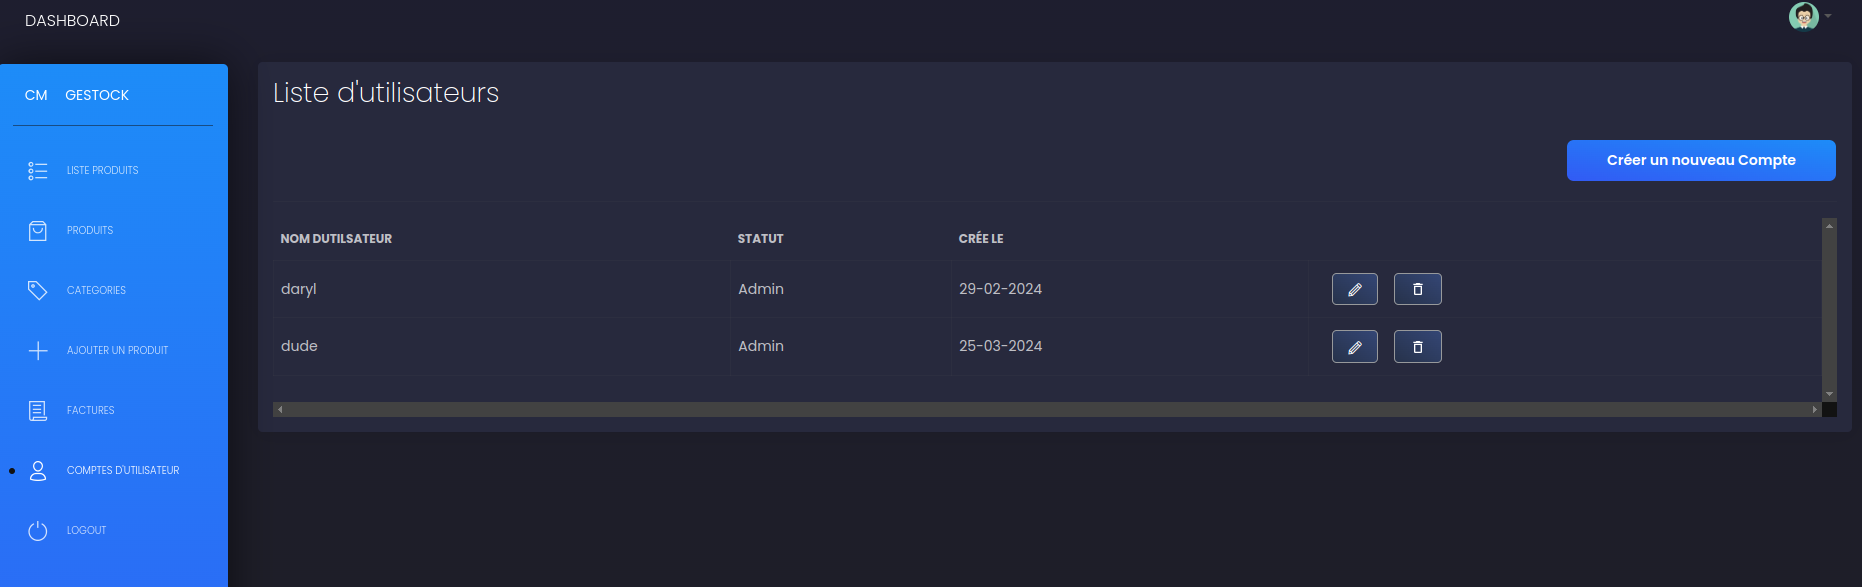 DASHBOARD
CM GESTOCK
LISTE PRODUITS
PRODUITS
CATEGORIES
AJOUTER UN PRODUIT
FACTURES
COMPTES D'UTILISATEUR
LOGOUT
Liste d'utilisateurs
Créer un nouveau Compte
NOM DUTILSATEUR STATUT CRÉE LE
daryl Admin 29-02-2024
dude Admin 25-03-2024